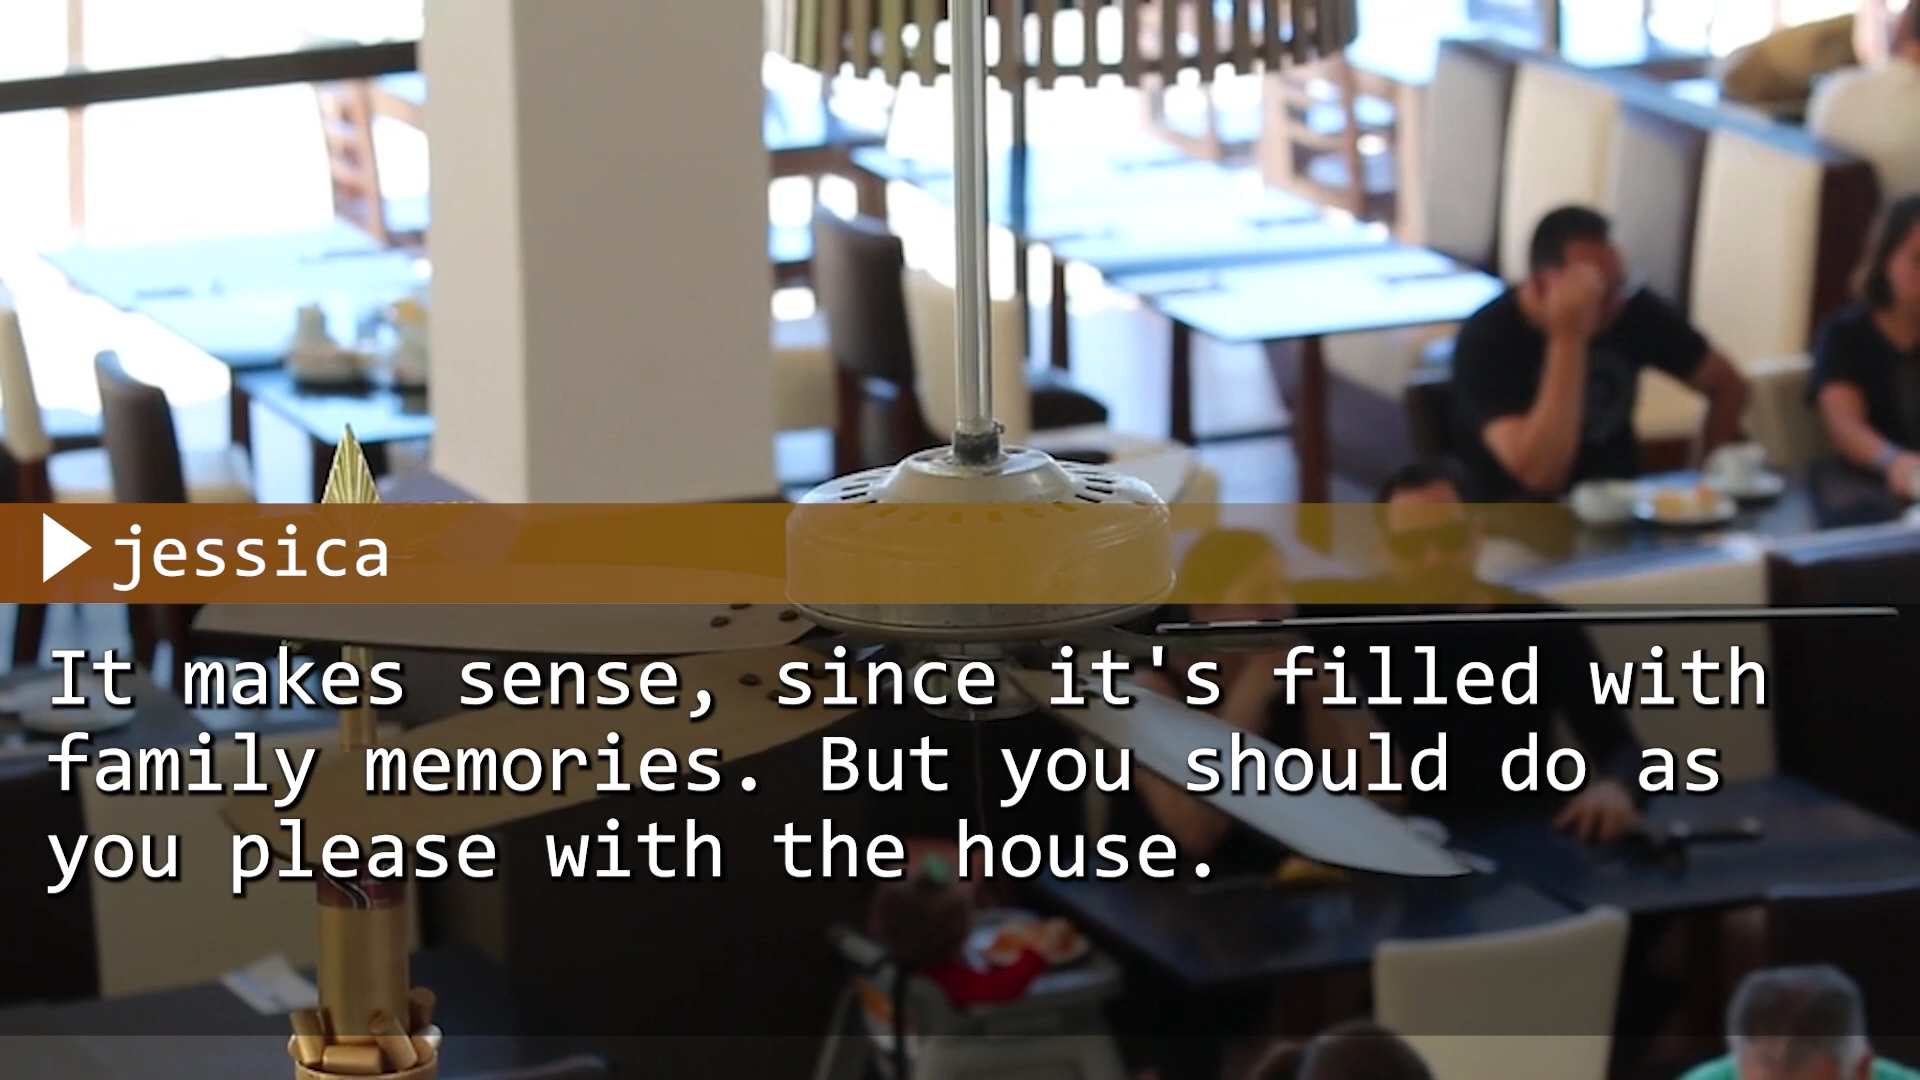 jessica
It makes sense, since it's filled with
family memories. But you should do as
you please with the house.